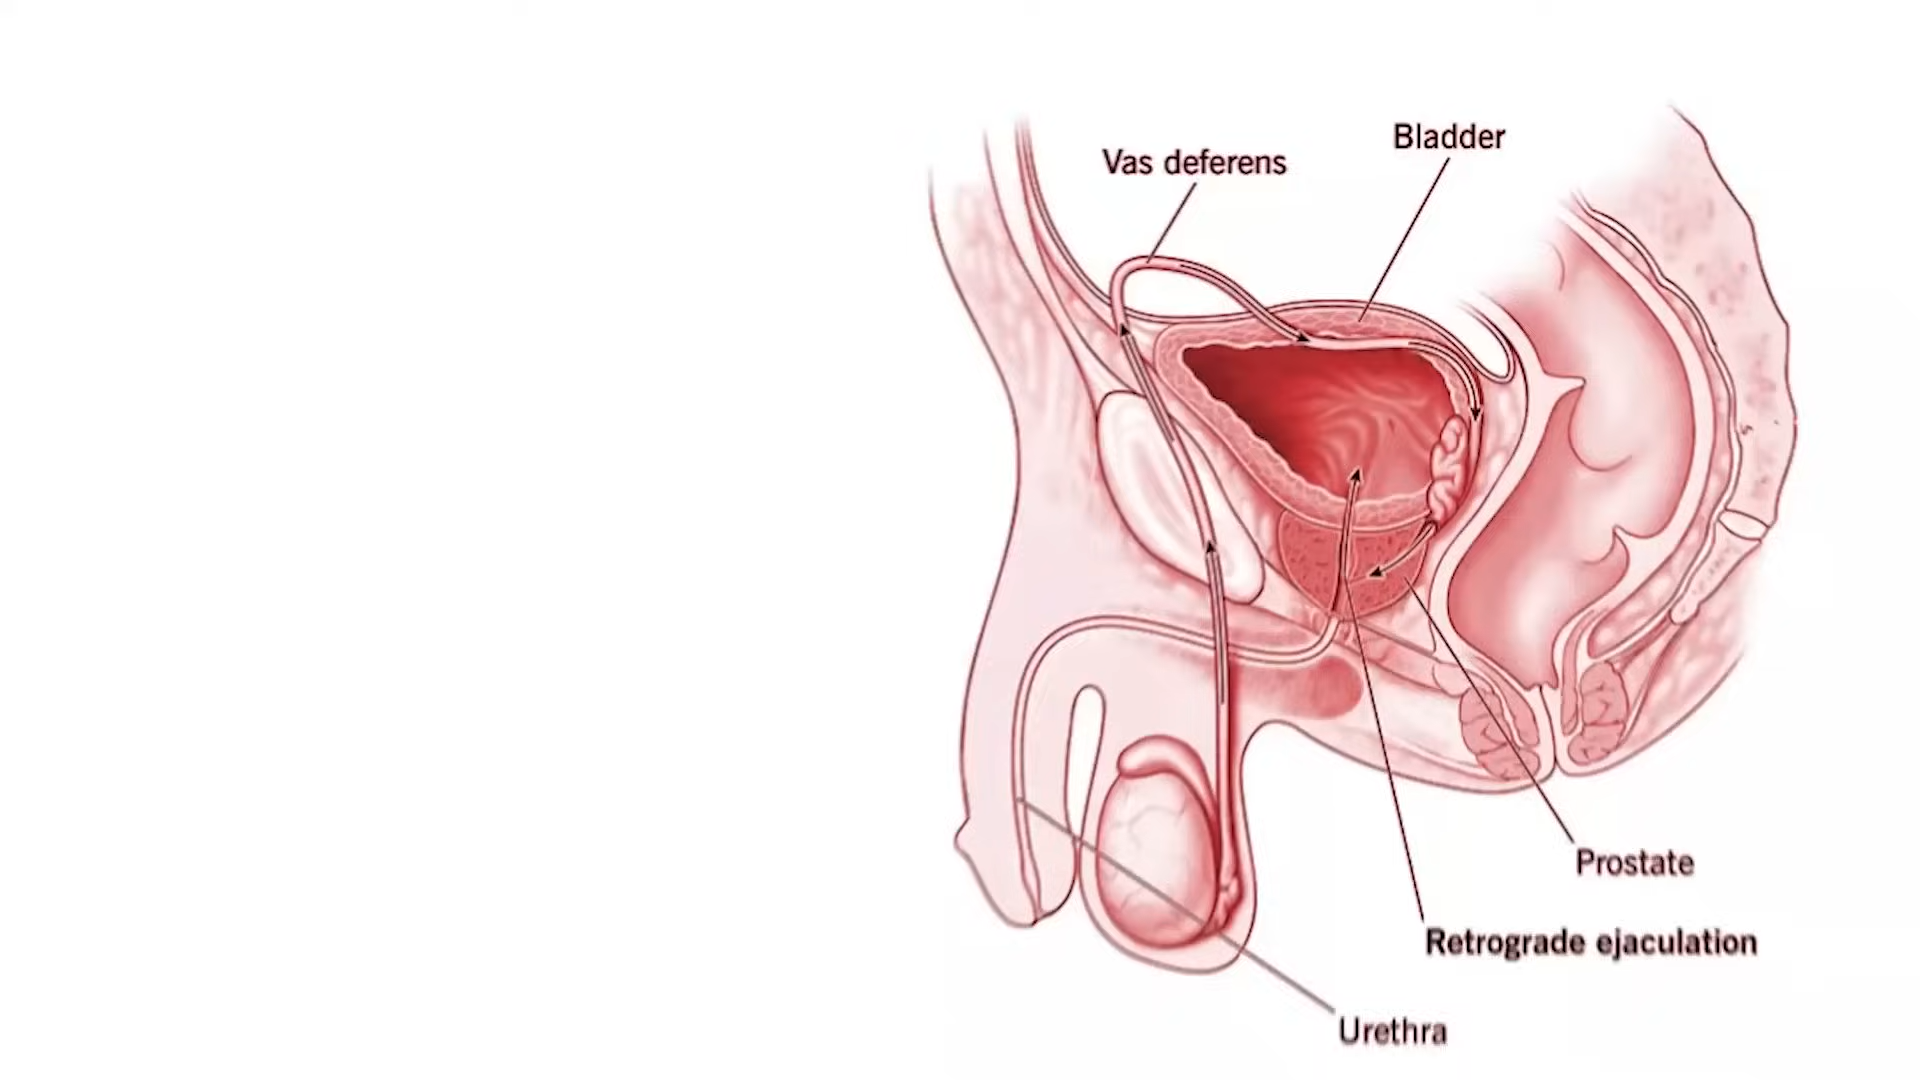 Bladder
Vas deferens
Prostate
Retrograde ejaculation
Urethra